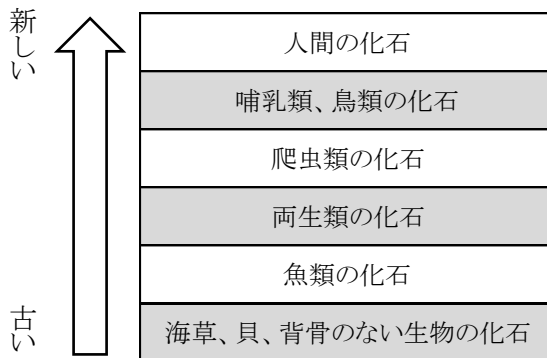 新しい
人間の化石
哺乳類、鳥類の化石
爬虫類の化石
両生類の化石
魚類の化石
古い
海草、貝、背骨のない生物の化石